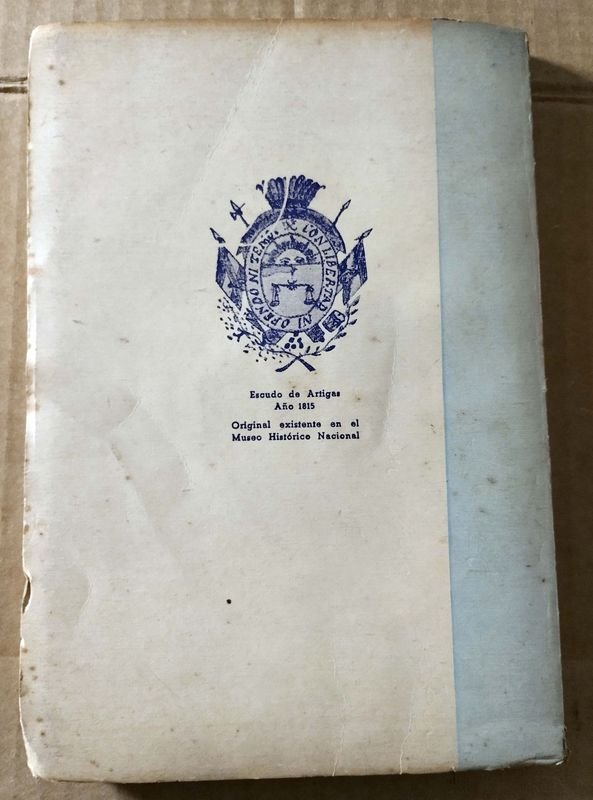 CON LIBERTAD NI OFENDO NI TEMO
Escudo de Artigas
Año 1815
Original existente en el
Museo Histórico Nacional